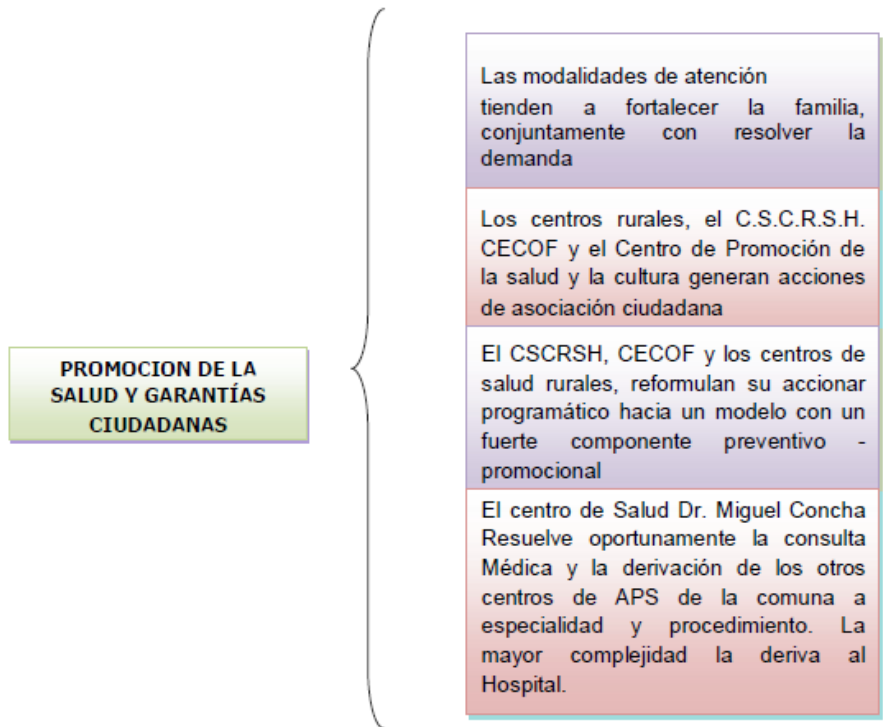 PROMOCION DE LA
SALUD Y GARANTÍAS
CIUDADANAS
Las modalidades de atención
tienden a fortalecer la familia,
conjuntamente con resolver la
demanda
Los centros rurales, el C.S.C.R.S.H.
CECOF y el Centro de Promoción de
la salud y la cultura generan acciones
de asociación ciudadana
El CSCRSH, CECOF y los centros de
salud rurales, reformulan su accionar
programático hacia un modelo con un
fuerte componente preventivo -
promocional
El centro de Salud Dr. Miguel Concha
Resuelve oportunamente la consulta
Médica y la derivación de los otros
centros de APS de la comuna a
especialidad y procedimiento. La
mayor complejidad la deriva al
Hospital.